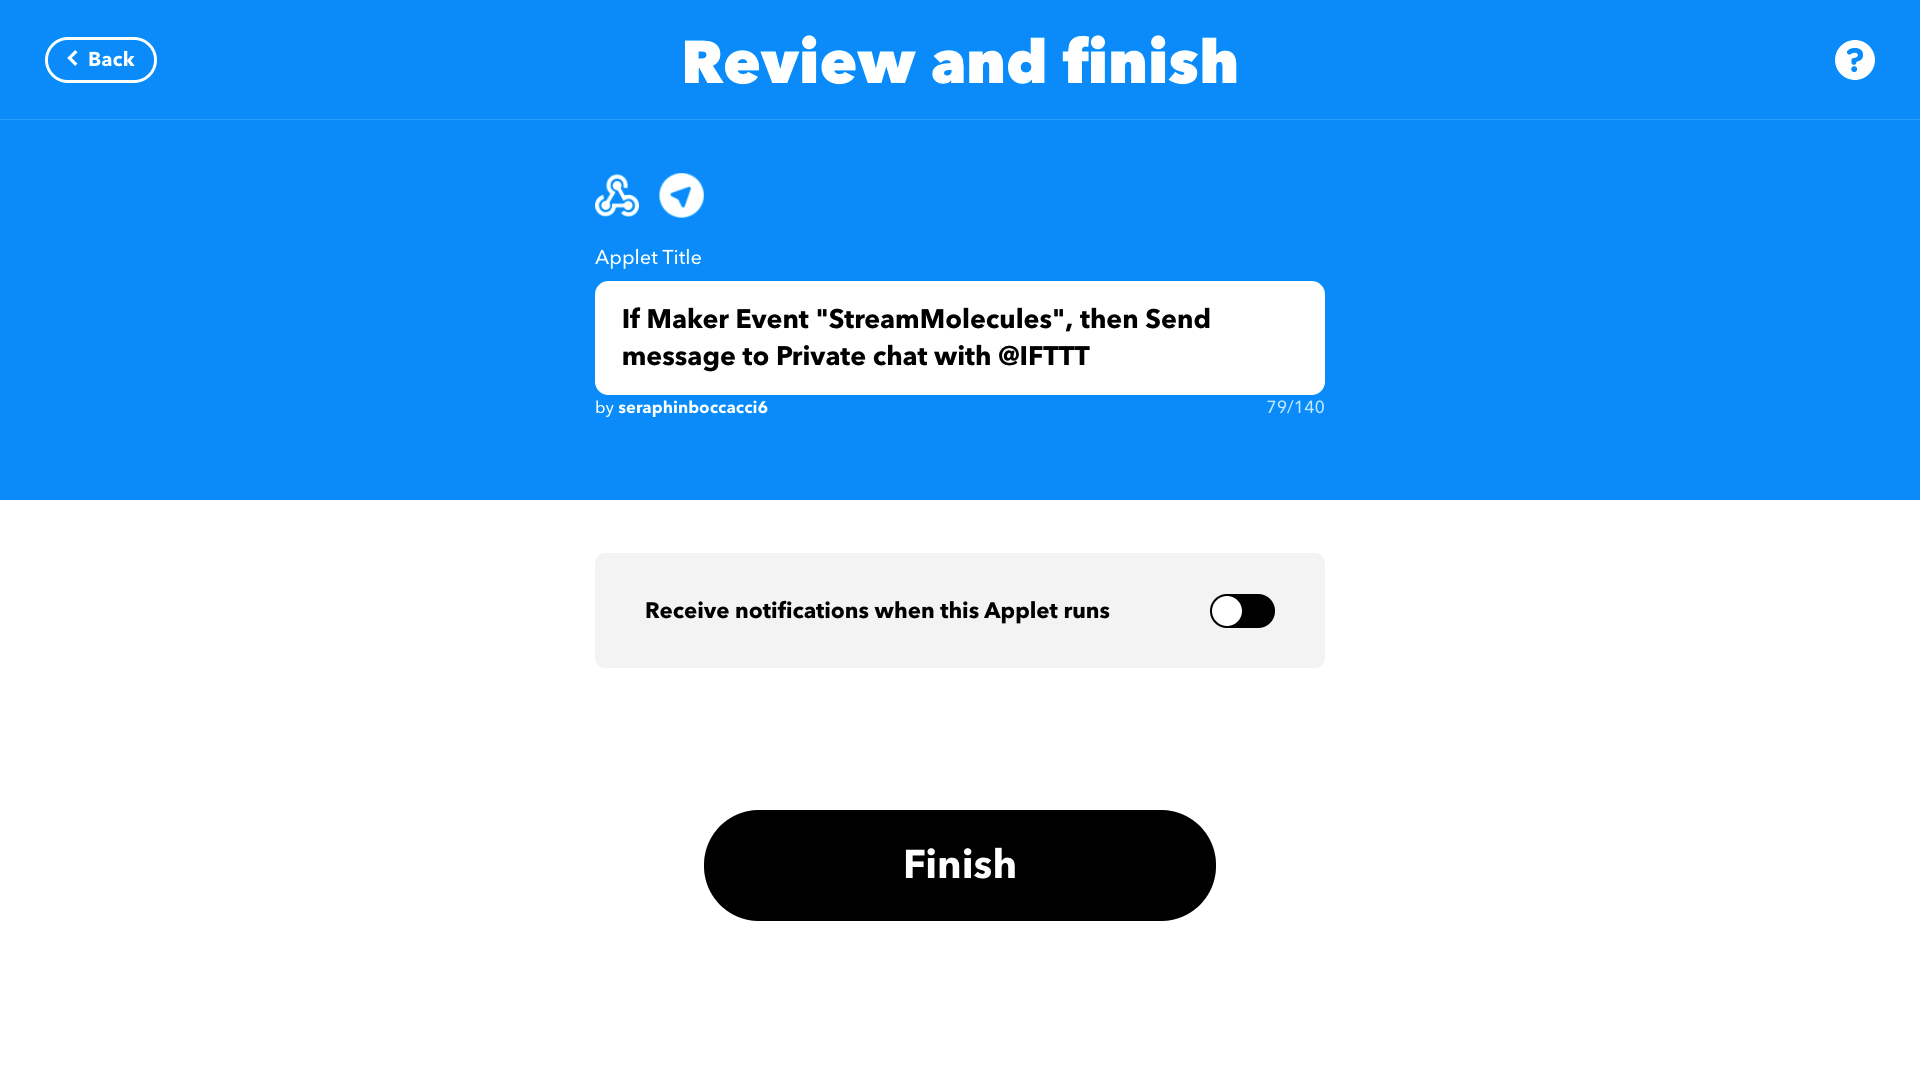 Back
Review and finish
?
Applet Title
If Maker Event "StreamMolecules", then Send
message to Private chat with @IFTTT
by seraphinboccacci6
79/140
Receive notifications when this Applet runs
Finish